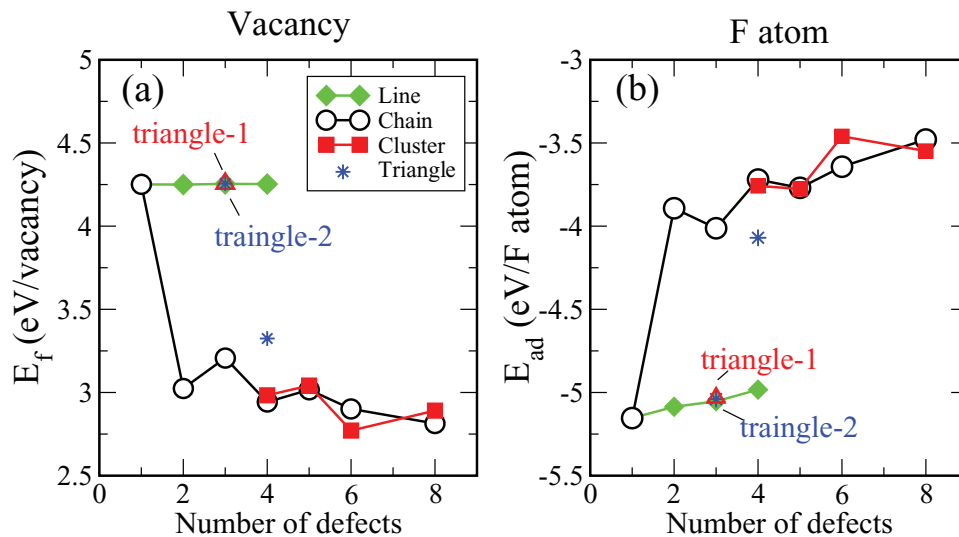 Vacancy
F atom
(a)
Line
Chain
Cluster
Triangle
triangle-1
traingle-2
E_f (eV/vacancy)
5
4.5
4
3.5
3
2.5
0 2 4 6 8
Number of defects
(b)
triangle-1
traingle-2
E_ad (eV/F atom)
-3
-3.5
-4
-4.5
-5
-5.5
0 2 4 6 8
Number of defects